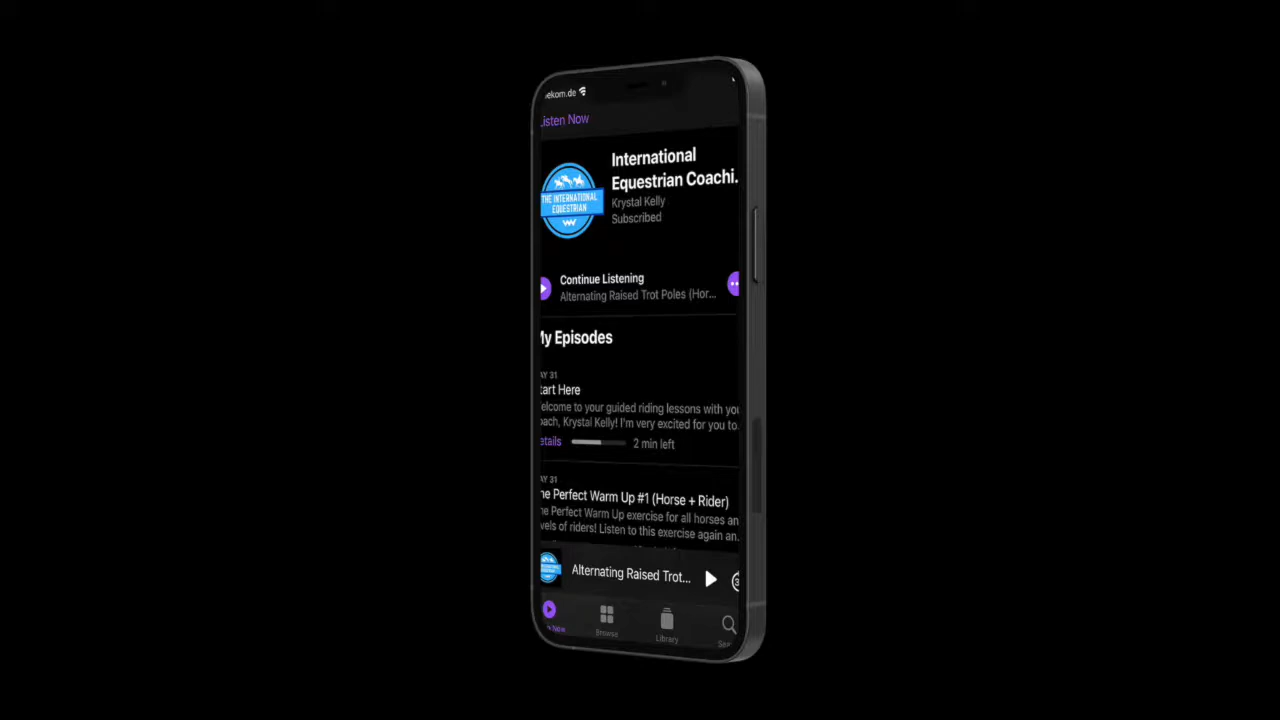 ekom.de
Listen Now
International
Equestrian Coachi.
Krystal Kelly
Subscribed
THE INTERNATIONAL
EQUESTRIAN
Continue Listening
Alternating Raised Trot Poles (Hor...
My Episodes
AY 31
tart Here
elcome to your guided riding lessons with you
oach, Krystal Kelly! I'm very excited for you to.
etails
2 min left
AY 31
he Perfect Warm Up #1 (Horse + Rider)
he Perfect Warm Up exercise for all horses an
vels of riders! Listen to this exercise again an.
Alternating Raised Trot...
Now
Browse
Library
Sea